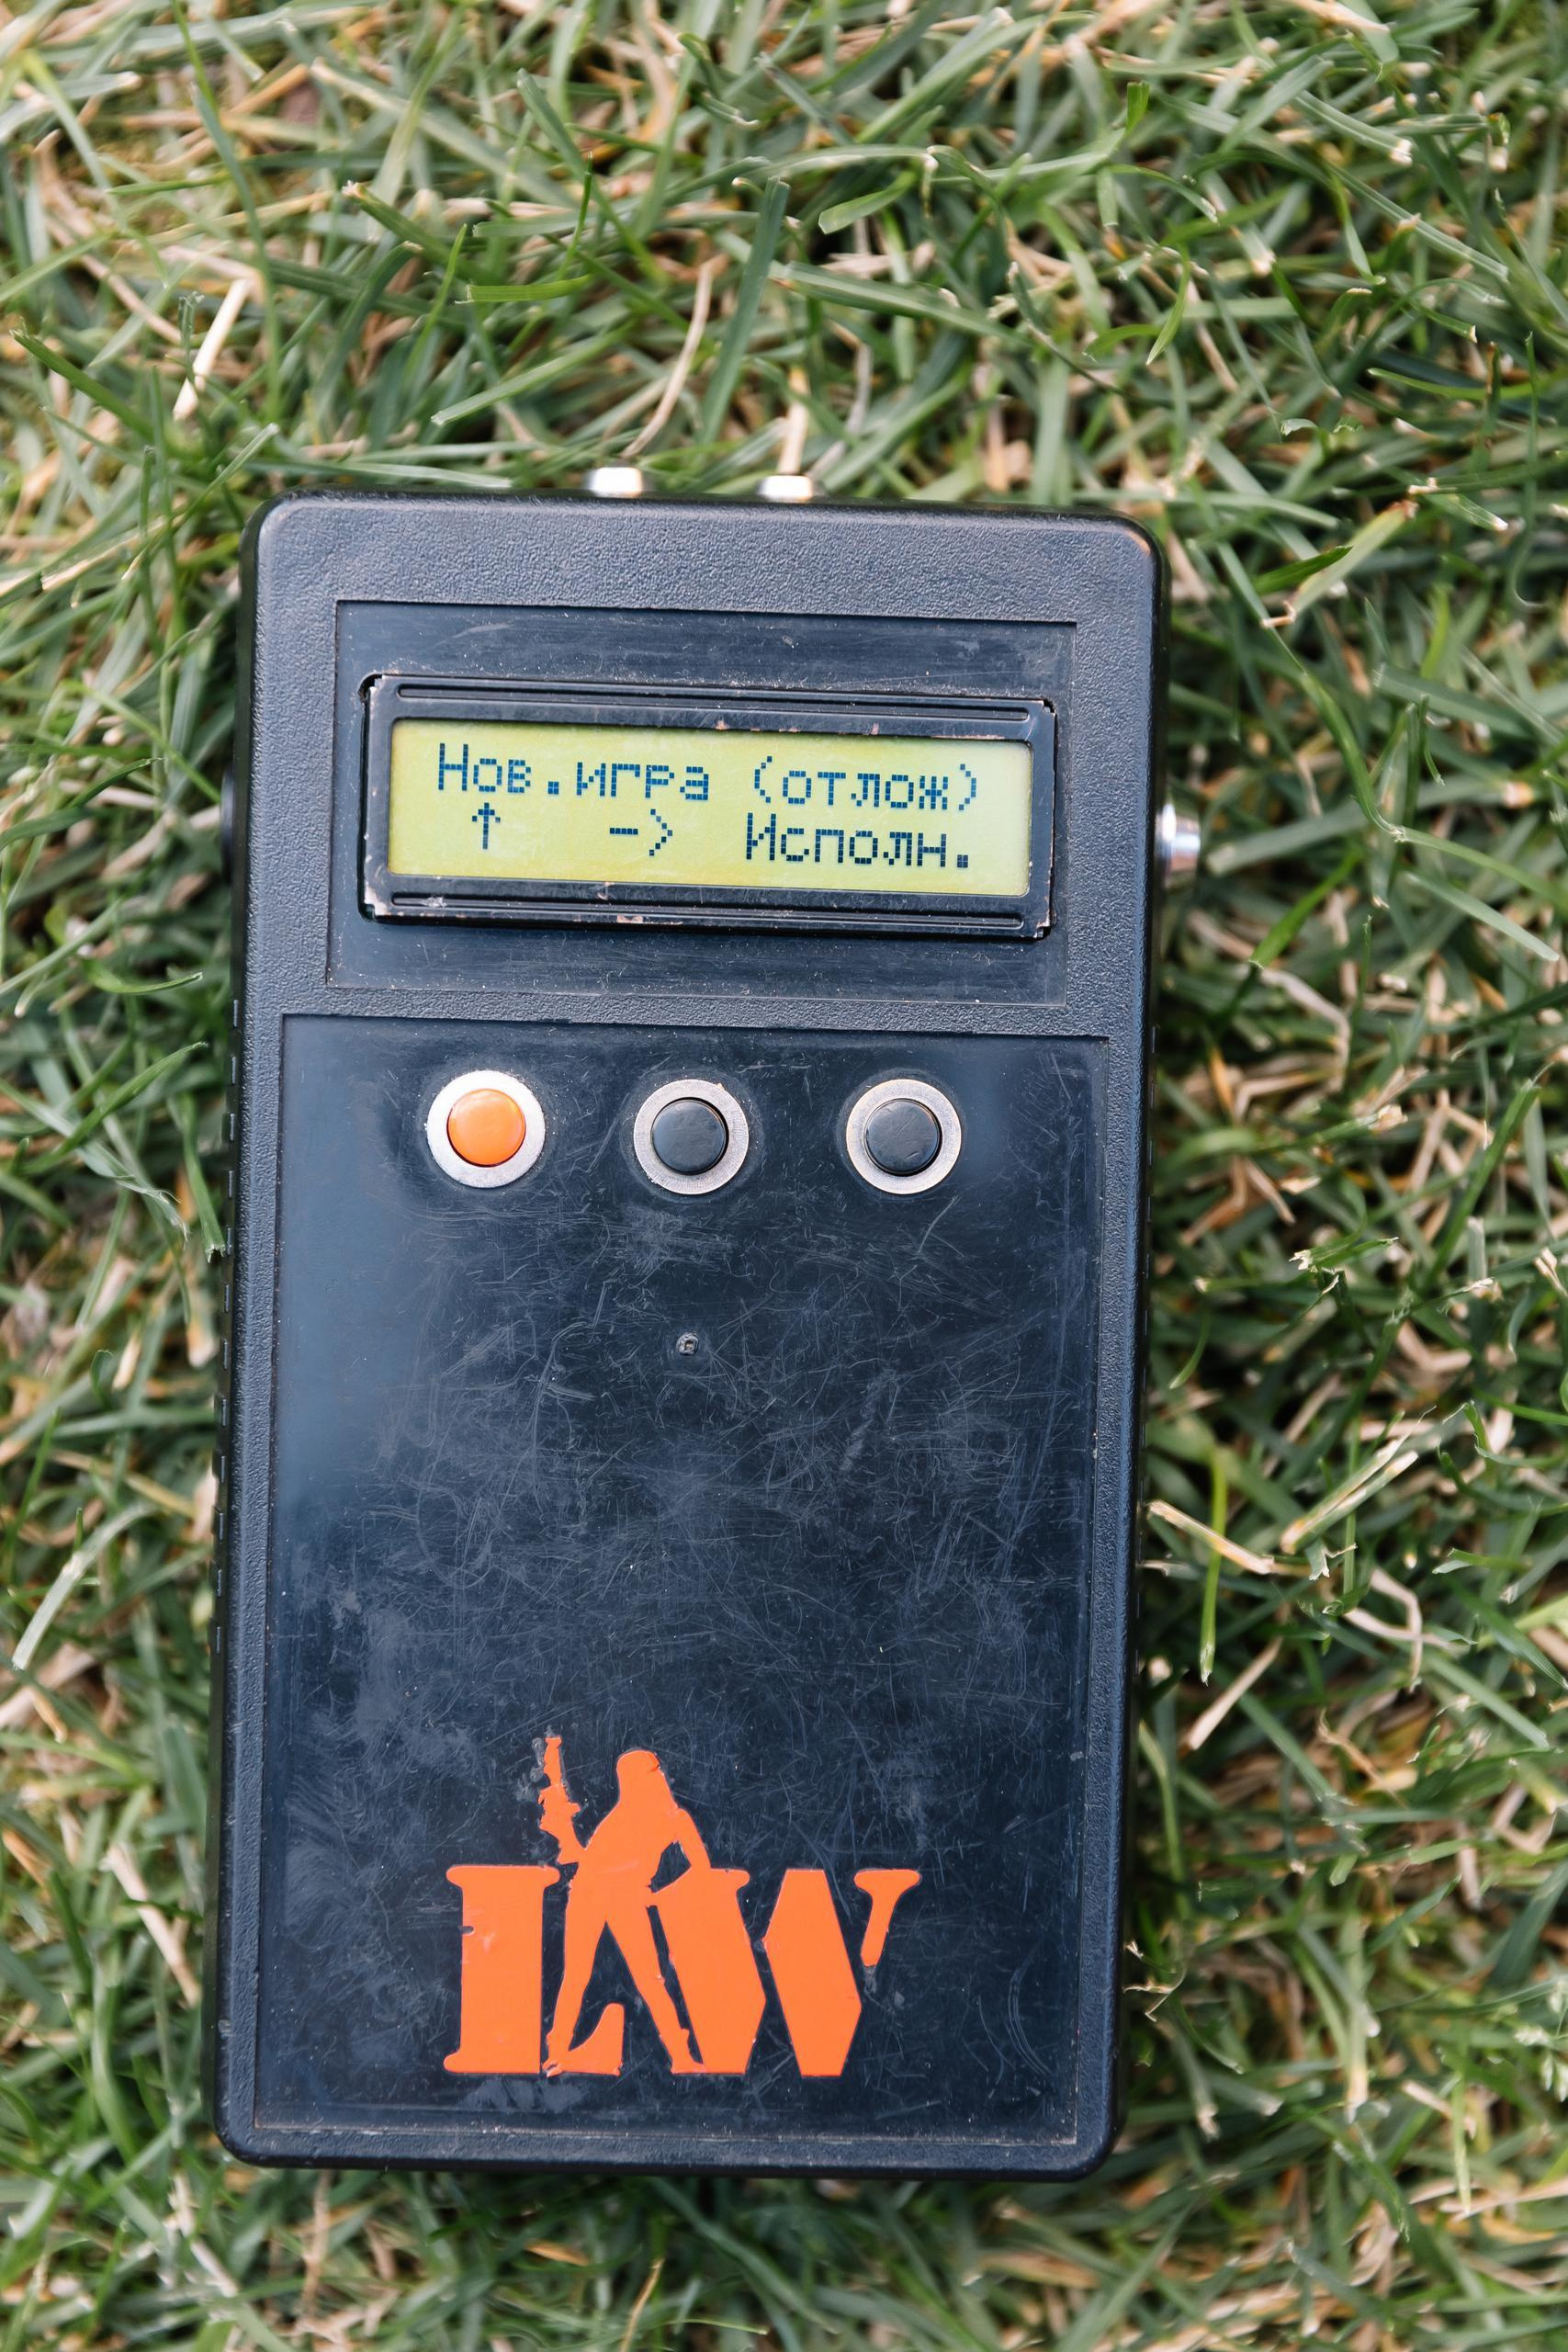 Нов.игра (отлож)
↑ -> Исполн.
LW